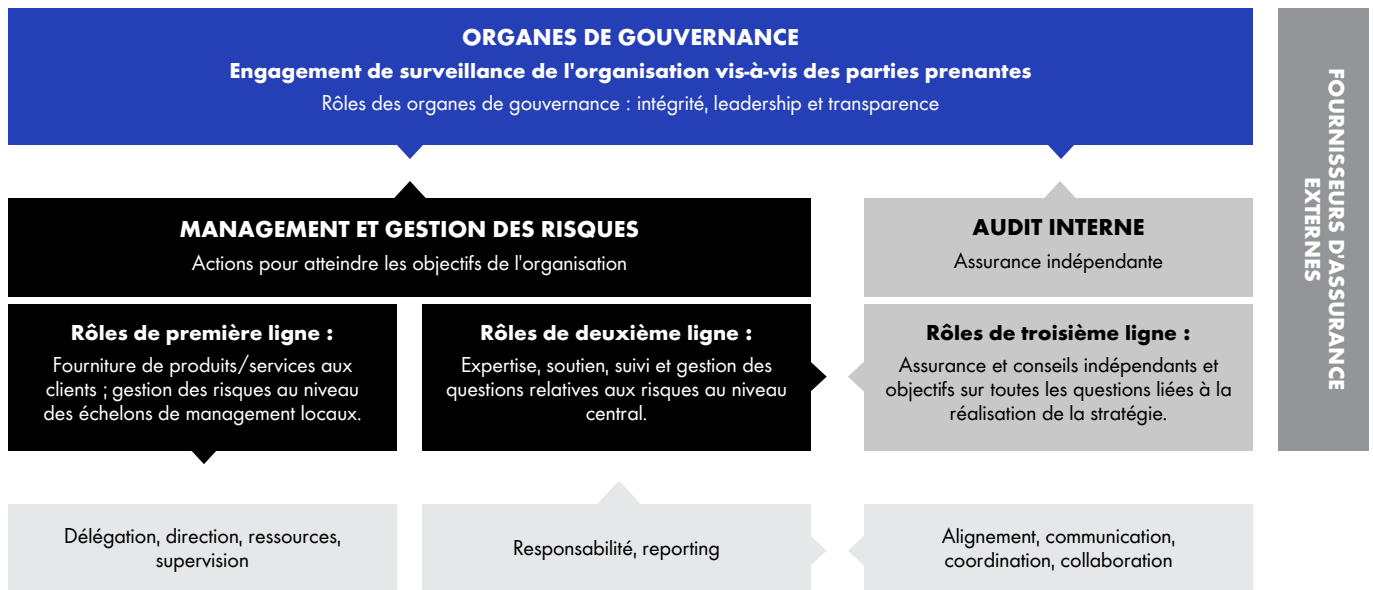 ORGANES DE GOUVERNANCE
Engagement de surveillance de l'organisation vis-à-vis des parties prenantes
Rôles des organes de gouvernance : intégrité, leadership et transparence
MANAGEMENT ET GESTION DES RISQUES
Actions pour atteindre les objectifs de l'organisation
Rôles de première ligne :
Fourniture de produits/services aux
clients ; gestion des risques au niveau
des échelons de management locaux.
Rôles de deuxième ligne :
Expertise, soutien, suivi et gestion des
questions relatives aux risques au niveau
central.
AUDIT INTERNE
Assurance indépendante
Rôles de troisième ligne :
Assurance et conseils indépendants et
objectifs sur toutes les questions liées à la
réalisation de la stratégie.
FOURNISSEURS D'ASSURANCE
EXTERNES
Délégation, direction, ressources,
supervision
Responsabilité, reporting
Alignement, communication,
coordination, collaboration